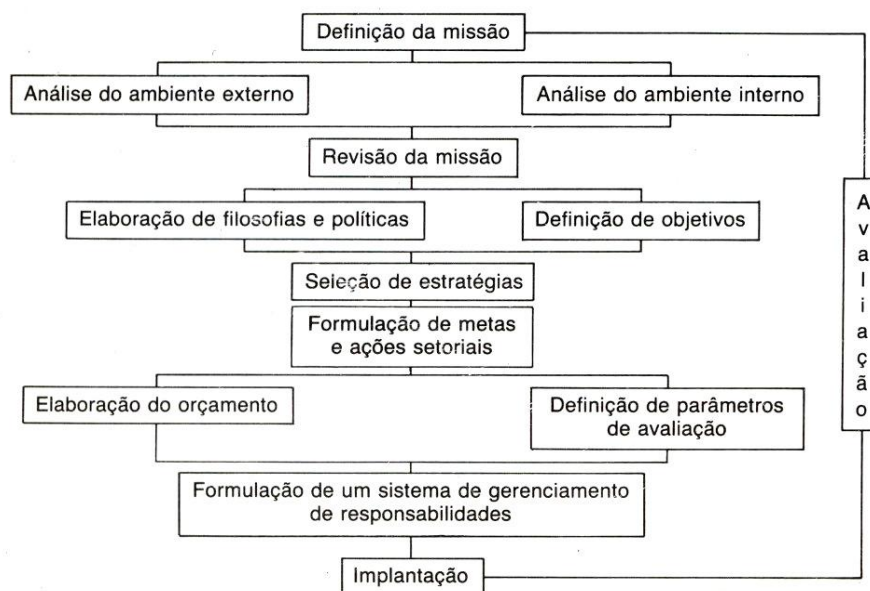 Definição da missão
Análise do ambiente externo
Análise do ambiente interno
Revisão da missão
Elaboração de filosofias e políticas
Definição de objetivos
Seleção de estratégias
Formulação de metas
e ações setoriais
Elaboração do orçamento
Definição de parâmetros
de avaliação
Formulação de um sistema de gerenciamento
de responsabilidades
Implantação
Avaliação